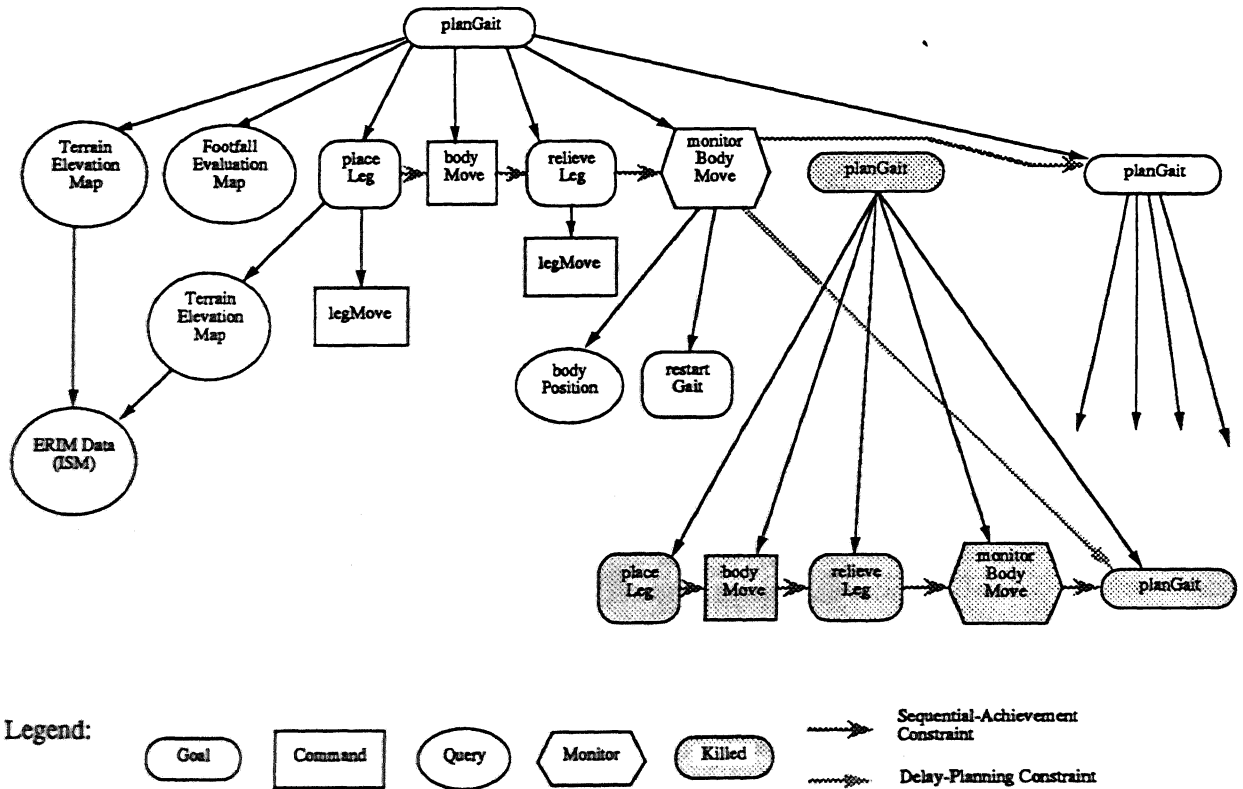 planGait
Terrain
Elevation
Map
Footfall
Evaluation
Map
place
Leg
body
Move
relieve
Leg
monitor
Body
Move
planGait
planGait
legMove
Terrain
Elevation
Map
legMove
body
Position
restart
Gait
ERIM Data
(ISM)
place
Leg
body
Move
relieve
Leg
monitor
Body
Move
planGait
Legend:
Goal
Command
Query
Monitor
Killed
Sequential-Achievement
Constraint
Delay-Planning Constraint